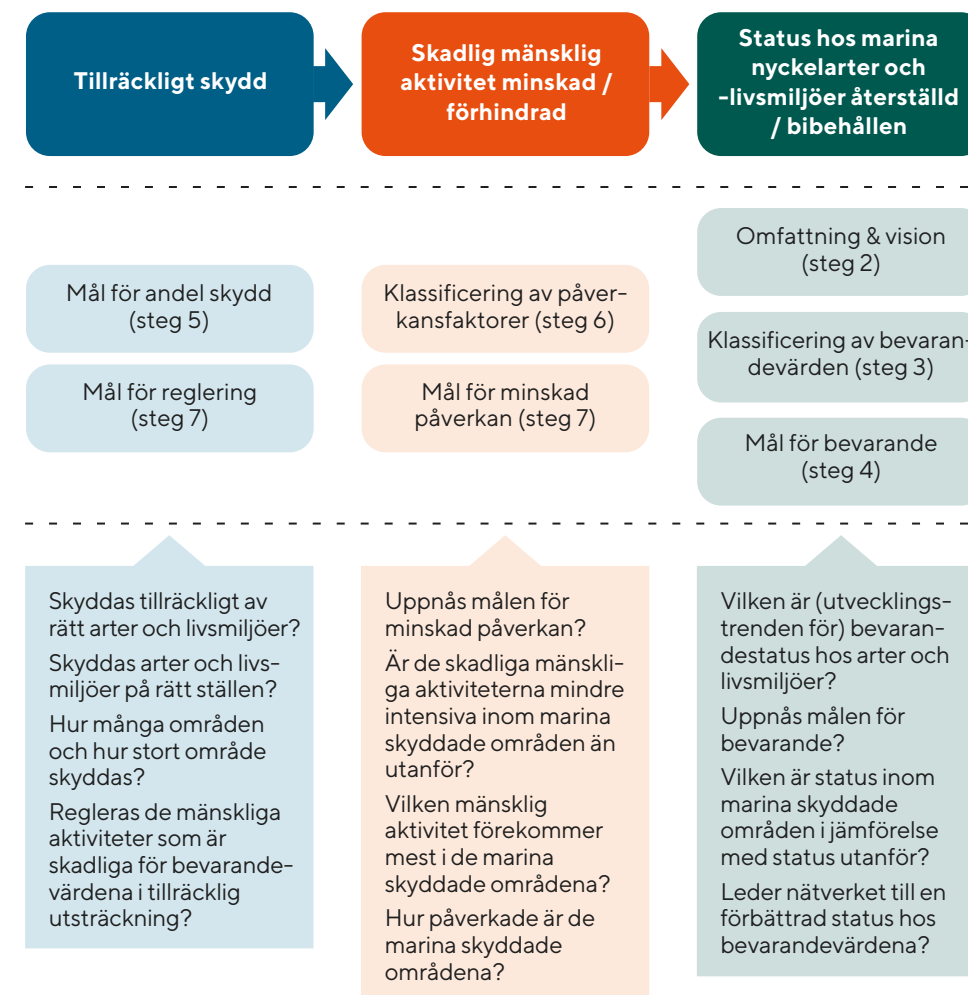 Tillräckligt skydd
Skadlig mänsklig
aktivitet minskad /
förhindrad
Status hos marina
nyckelarter och
-livsmiljöer återställd
/ bibehållen
Mål för andel skydd
(steg 5)
Mål för reglering
(steg 7)
Klassificering av påver-
kansfaktorer (steg 6)
Mål för minskad
påverkan (steg 7)
Omfattning & vision
(steg 2)
Klassificering av bevaran-
devärden (steg 3)
Mål för bevarande
(steg 4)
Skyddas tillräckligt av
rätt arter och livsmiljöer?
Skyddas arter och livs-
miljöer på rätt ställen?
Hur många områden
och hur stort område
skyddas?
Regleras de mänskliga
aktiviteter som är
skadliga för bevarande-
värdena i tillräcklig
utsträckning?
Uppnås målen för
minskad påverkan?
Är de skadliga mänskli-
ga aktiviteterna mindre
intensiva inom marina
skyddade områden än
utanför?
Vilken mänsklig
aktivitet förekommer
mest i de marina
skyddade områdena?
Hur påverkade är de
marina skyddade
områdena?
Vilken är (utvecklings-
trenden för) bevaran-
destatus hos arter och
livsmiljöer?
Uppnås målen för
bevarande?
Vilken är status inom
marina skyddade
områden i jämförelse
med status utanför?
Leder nätverket till en
förbättrad status hos
bevarandevärdena?